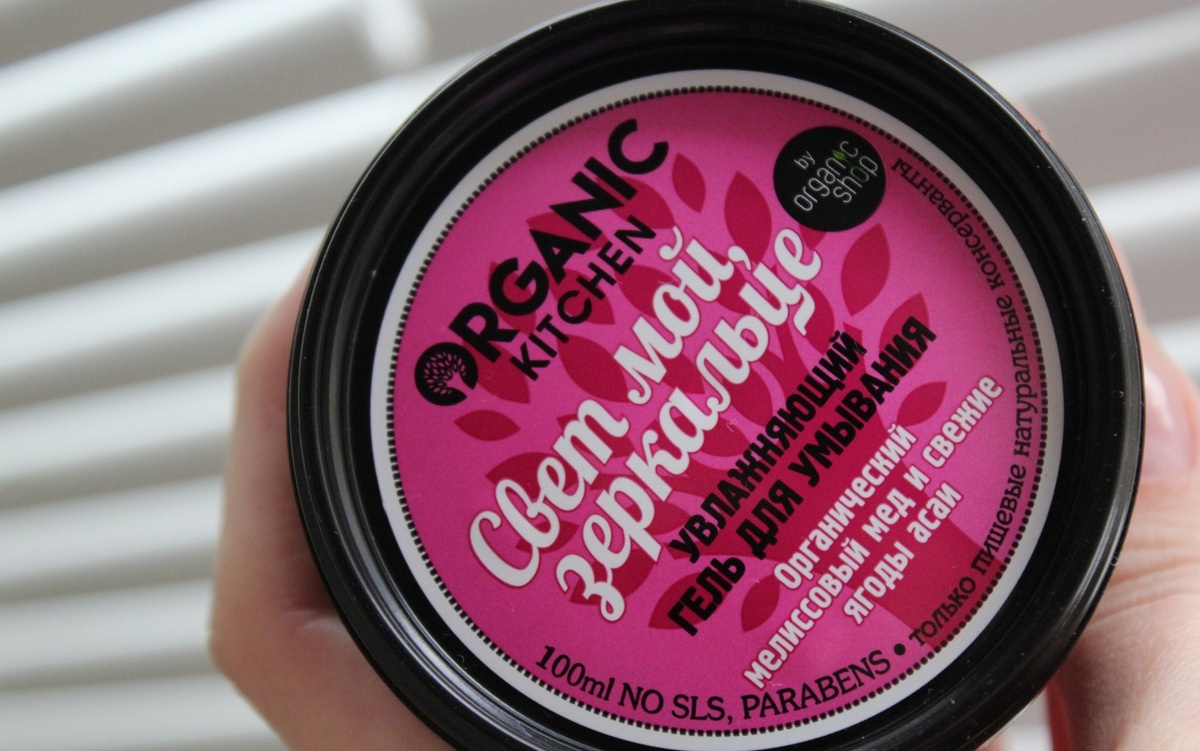 ORGANIC
KITCHEN
by
organic
shop
Свет мой,
зеркальце
УВЛАЖНЯЮЩИЙ
ГЕЛЬ ДЛЯ УМЫВАНИЯ
Органический
мелиссовый мед и свежие
ягоды асаи
100ml NO SLS, PARABENS • только пищевые натуральные консерванты